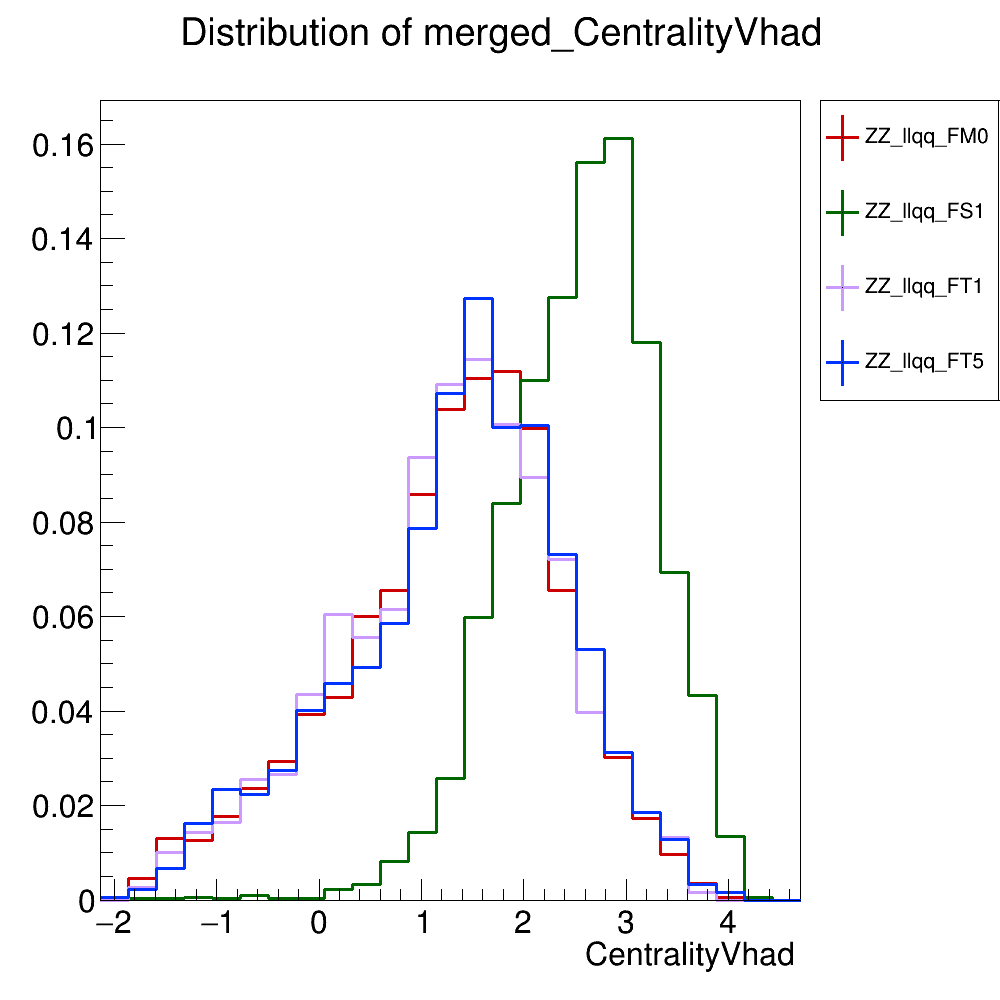 Distribution of merged_CentralityVhad
0.16
0.14
0.12
0.1
0.08
0.06
0.04
0.02
0
−2 −1 0 1 2 3 4
CentralityVhad
ZZ_llqq_FM0
ZZ_llqq_FS1
ZZ_llqq_FT1
ZZ_llqq_FT5